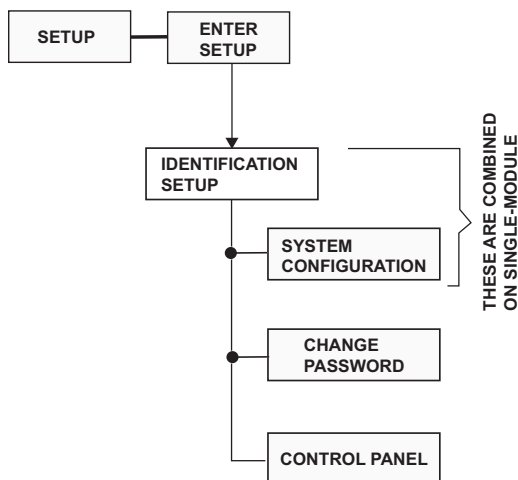 SETUP
ENTER
SETUP
IDENTIFICATION
SETUP
SYSTEM
CONFIGURATION
THESE ARE COMBINED
ON SINGLE-MODULE
CHANGE
PASSWORD
CONTROL PANEL